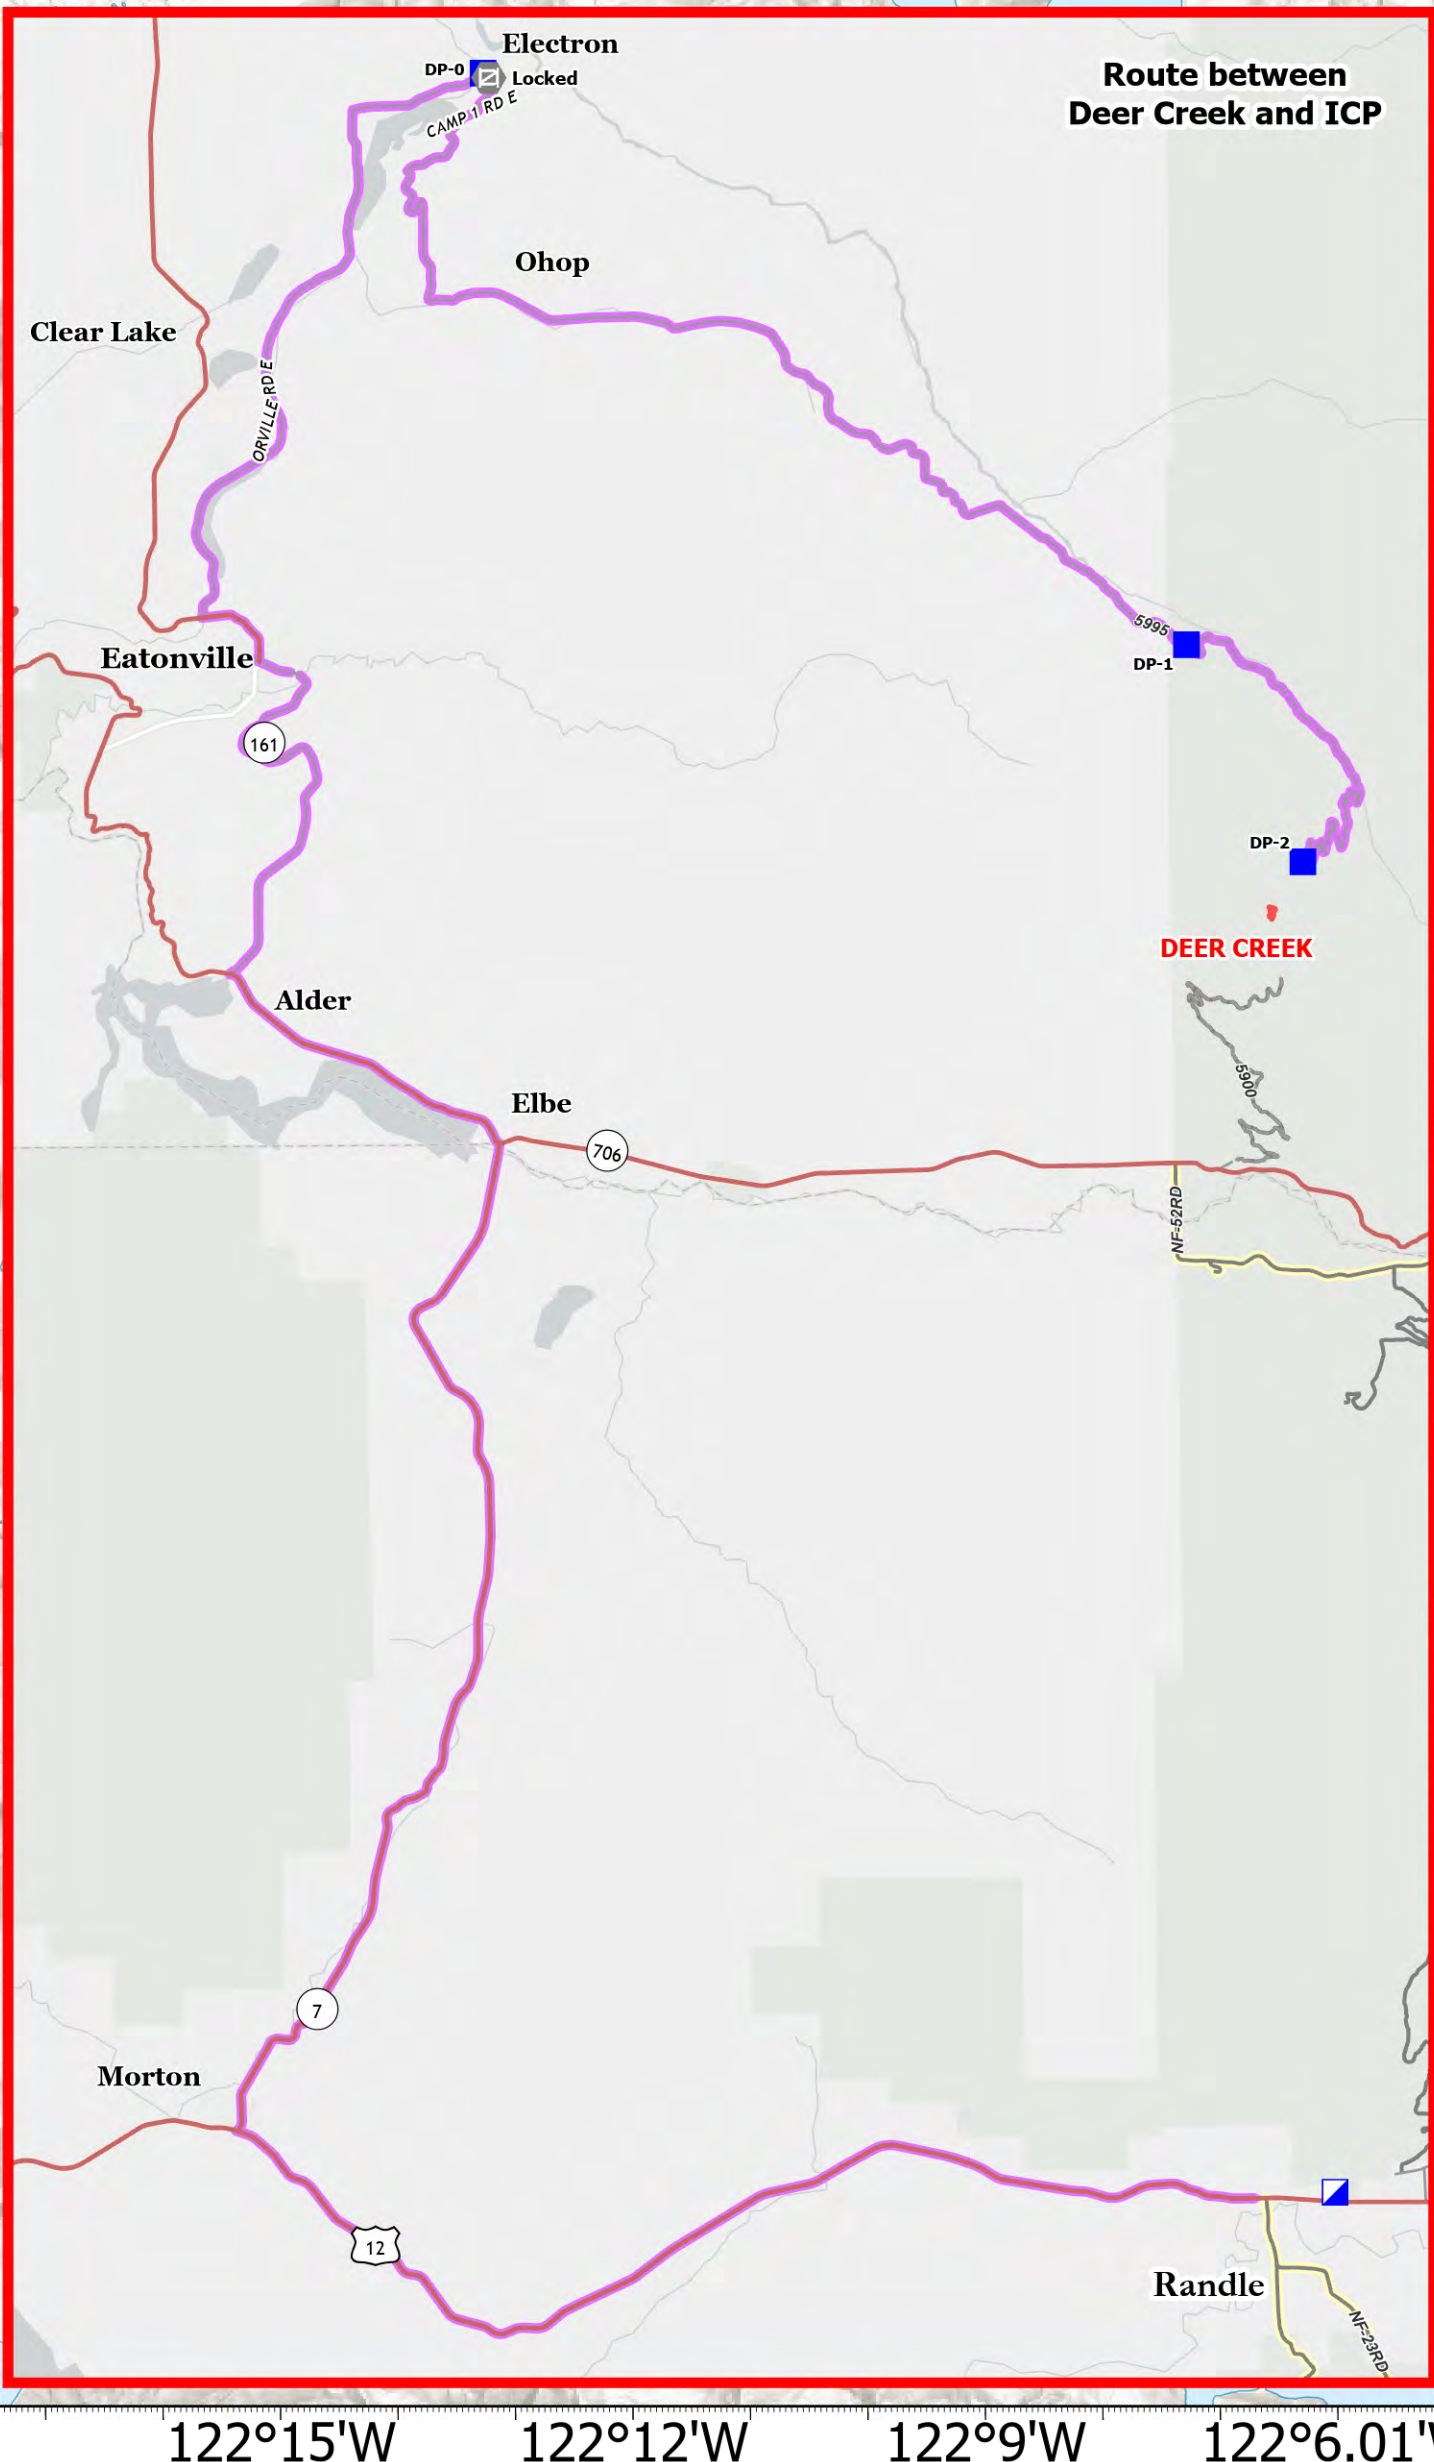 Electron
Route between
Deer Creek and ICP
DP-0
Locked
CAMP 1 RD E
Ohop
Clear Lake
ORVILLE RD E
5995
Eatonville
DP-1
161
DP-2
DEER CREEK
Alder
5900
Elbe
706
NF-52RD
7
Morton
12
Randle
NF-23RD
122°15'W
122°12'W
122°9'W
122°6.01'W